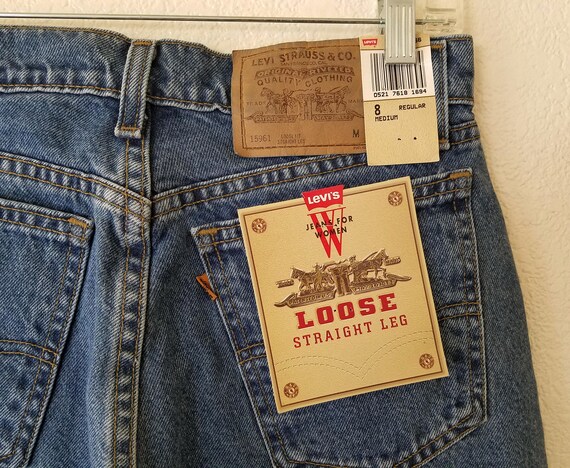 LEVI STRAUSS & CO.
ORIGINAL RIVETED
QUALITY CLOTHING
15961
M
Levi's
0521 7618 1694
8 REGULAR
MEDIUM
Levi's
W
JEANS FOR
WOMEN
LOOSE
STRAIGHT LEG